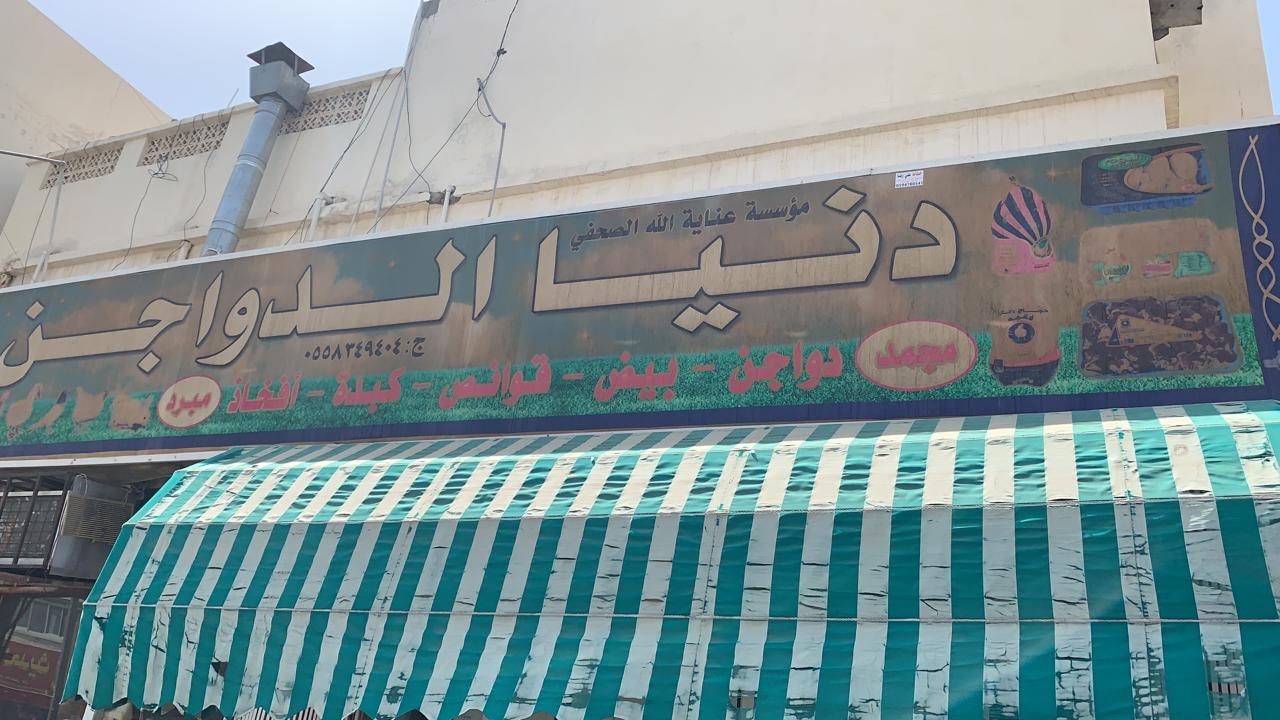 مؤسسة عناية الله الصحفي
دنيا الدواجن
ج: ٠٥٥٨٣٤٩٤٠٤
مجمد دواجن - بيض - قوانص - كبدة - أفخاذ مبرد